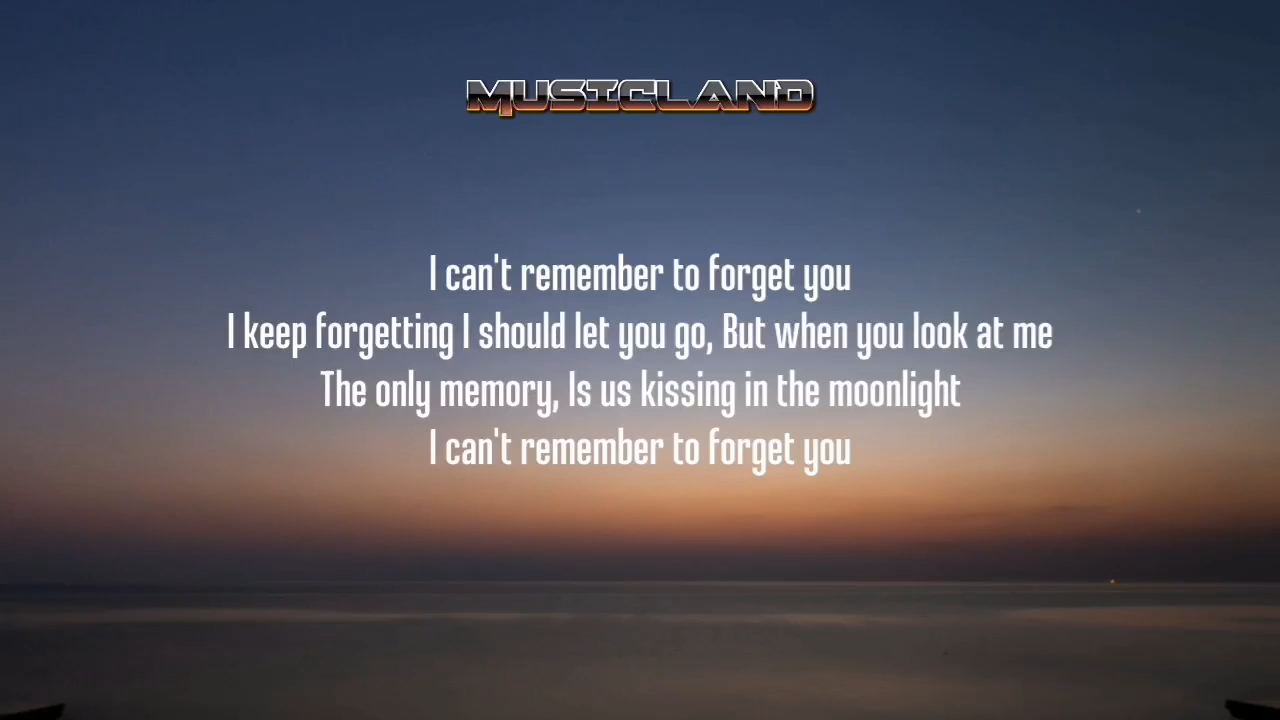 MUSICLAND
I can't remember to forget you
I keep forgetting I should let you go, But when you look at me
The only memory, Is us kissing in the moonlight
I can't remember to forget you